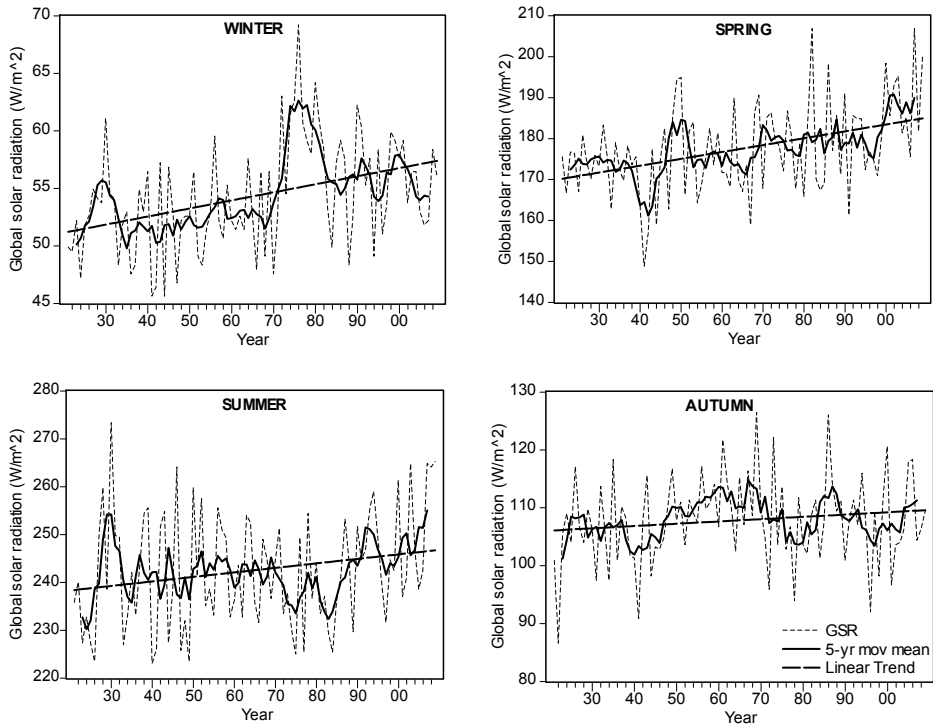 WINTER
Global solar radiation (W/m^2)
70
65
60
55
50
45
30 40 50 60 70 80 90 00
Year
SPRING
Global solar radiation (W/m^2)
210
200
190
180
170
160
150
140
30 40 50 60 70 80 90 00
Year
SUMMER
Global solar radiation (W/m^2)
280
270
260
250
240
230
220
30 40 50 60 70 80 90 00
Year
AUTUMN
Global solar radiation (W/m^2)
130
120
110
100
90
80
30 40 50 60 70 80 90 00
Year
GSR
5-yr mov mean
Linear Trend